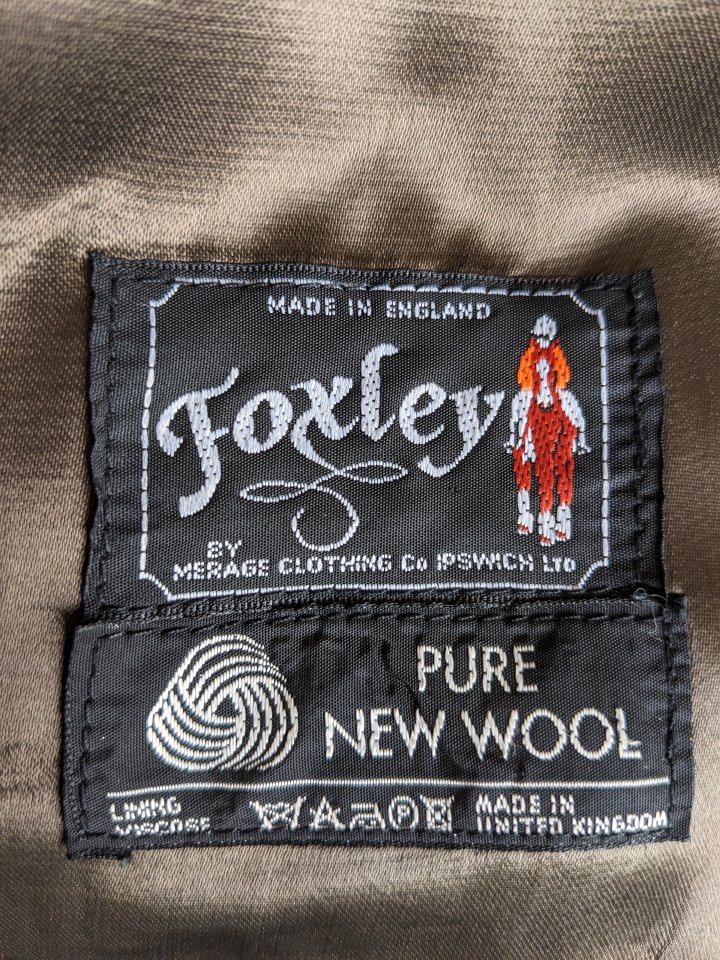 MADE IN ENGLAND
Foxley
BY
MERAGE CLOTHING Co IPSWICH LTD
PURE
NEW WOOL
LINING
VISCOSE
P
MADE IN
UNITED KINGDOM